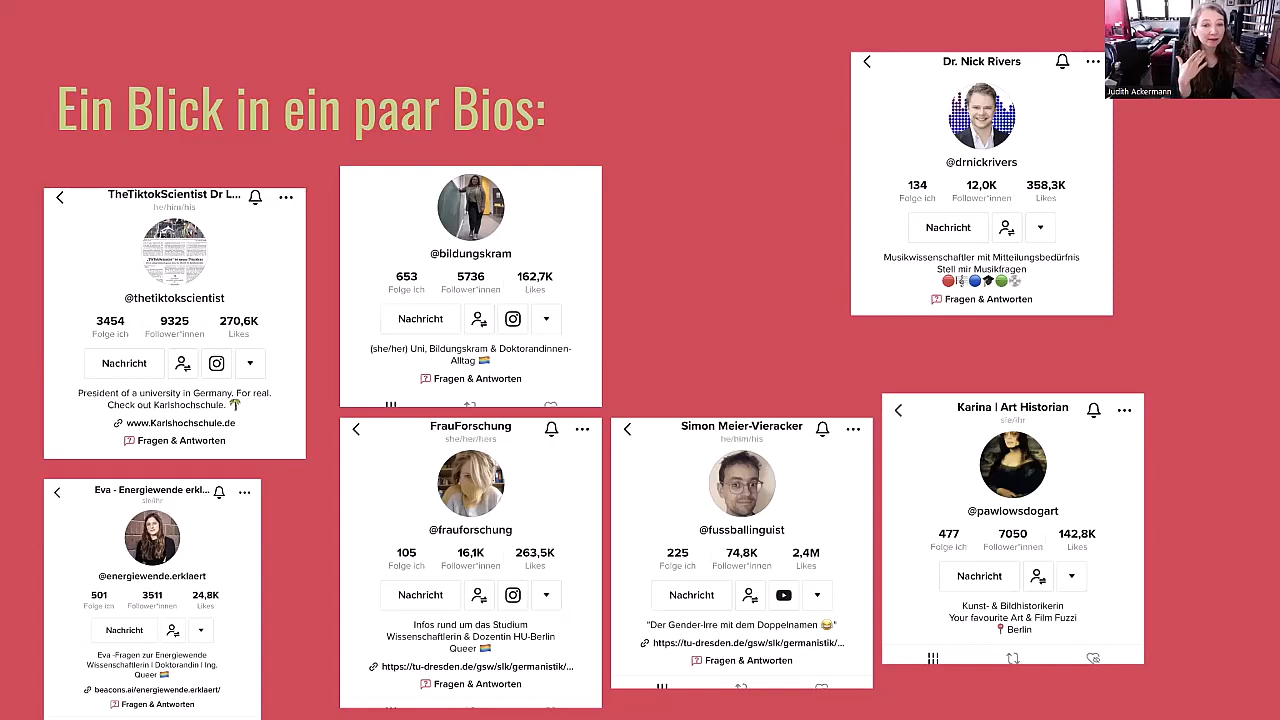 Ein Blick in ein paar Bios:
Judith Ackermann
Dr. Nick Rivers
@drnickrivers
134 12,0K 358,3K
Folge ich Follower*innen Likes
Nachricht
Musikwissenschaftler mit Mitteilungsbedürfnis
Stell mir Musikfragen
Fragen & Antworten
TheTiktokScientist Dr L...
he/him/his
@thetiktokscientist
3454 9325 270,6K
Folge ich Follower*innen Likes
Nachricht
President of a university in Germany. For real.
Check out Karlshochschule. 🌴
www.Karlshochschule.de
Fragen & Antworten
@bildungskram
653 5736 162,7K
Folge ich Follower*innen Likes
Nachricht
(she/her) Uni, Bildungskram & Doktorandinnen-
Alltag 🏳️‍🌈
Fragen & Antworten
Eva - Energiewende erkl...
sie/ihr
@energiewende.erklaert
501 3511 24,8K
Folge ich Follower*innen Likes
Nachricht
Eva -Fragen zur Energiewende
Wissenschaftlerin | Doktorandin | Ing.
Queer 🏳️‍🌈
beacons.ai/energiewende.erklaert/
Fragen & Antworten
FrauForschung
she/her/hers
@frauforschung
105 16,1K 263,5K
Folge ich Follower*innen Likes
Nachricht
Infos rund um das Studium
Wissenschaftlerin & Dozentin HU-Berlin
Queer 🏳️‍🌈
https://tu-dresden.de/gsw/slk/germanistik/...
Fragen & Antworten
Simon Meier-Vieracker
he/him/his
@fussballinguist
225 74,8K 2,4M
Folge ich Follower*innen Likes
Nachricht
"Der Gender-Irre mit dem Doppelnamen 😂"
https://tu-dresden.de/gsw/slk/germanistik/...
Fragen & Antworten
Karina | Art Historian
sie/ihr
@pawlowsdogart
477 7050 142,8K
Folge ich Follower*innen Likes
Nachricht
Kunst- & Bildhistorikerin
Your favourite Art & Film Fuzzi
📍 Berlin